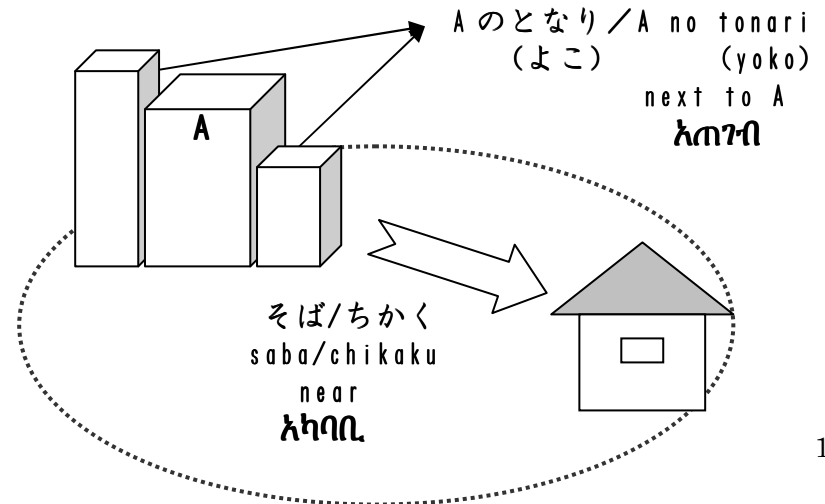 Aのとなり/A no tonari
(よこ) (yoko)
next to A
አጠገብ
A
そば/ちかく
saba/chikaku
near
አካባቢ
1